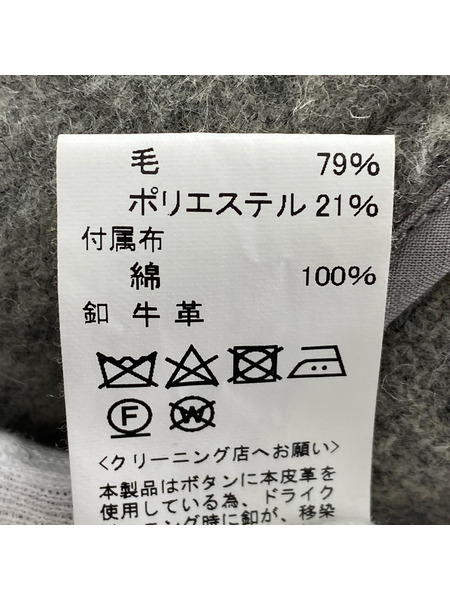 毛 79%
ポリエステル 21%
付属布
綿 100%
釦 牛革
F W
<クリーニング店へお願い>
本製品はボタンに本皮革を
使用している為、ドライク
ーニング時に釦が、移染